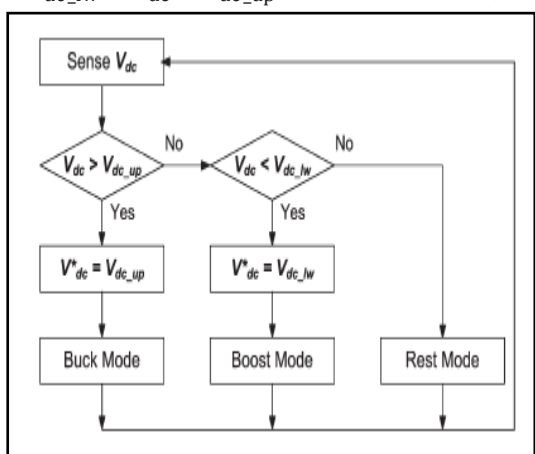 Sense V_dc
V_dc > V_dc_up
No
V_dc < V_dc_lw
No
Yes
Yes
V*_dc = V_dc_up
V*_dc = V_dc_lw
Buck Mode
Boost Mode
Rest Mode